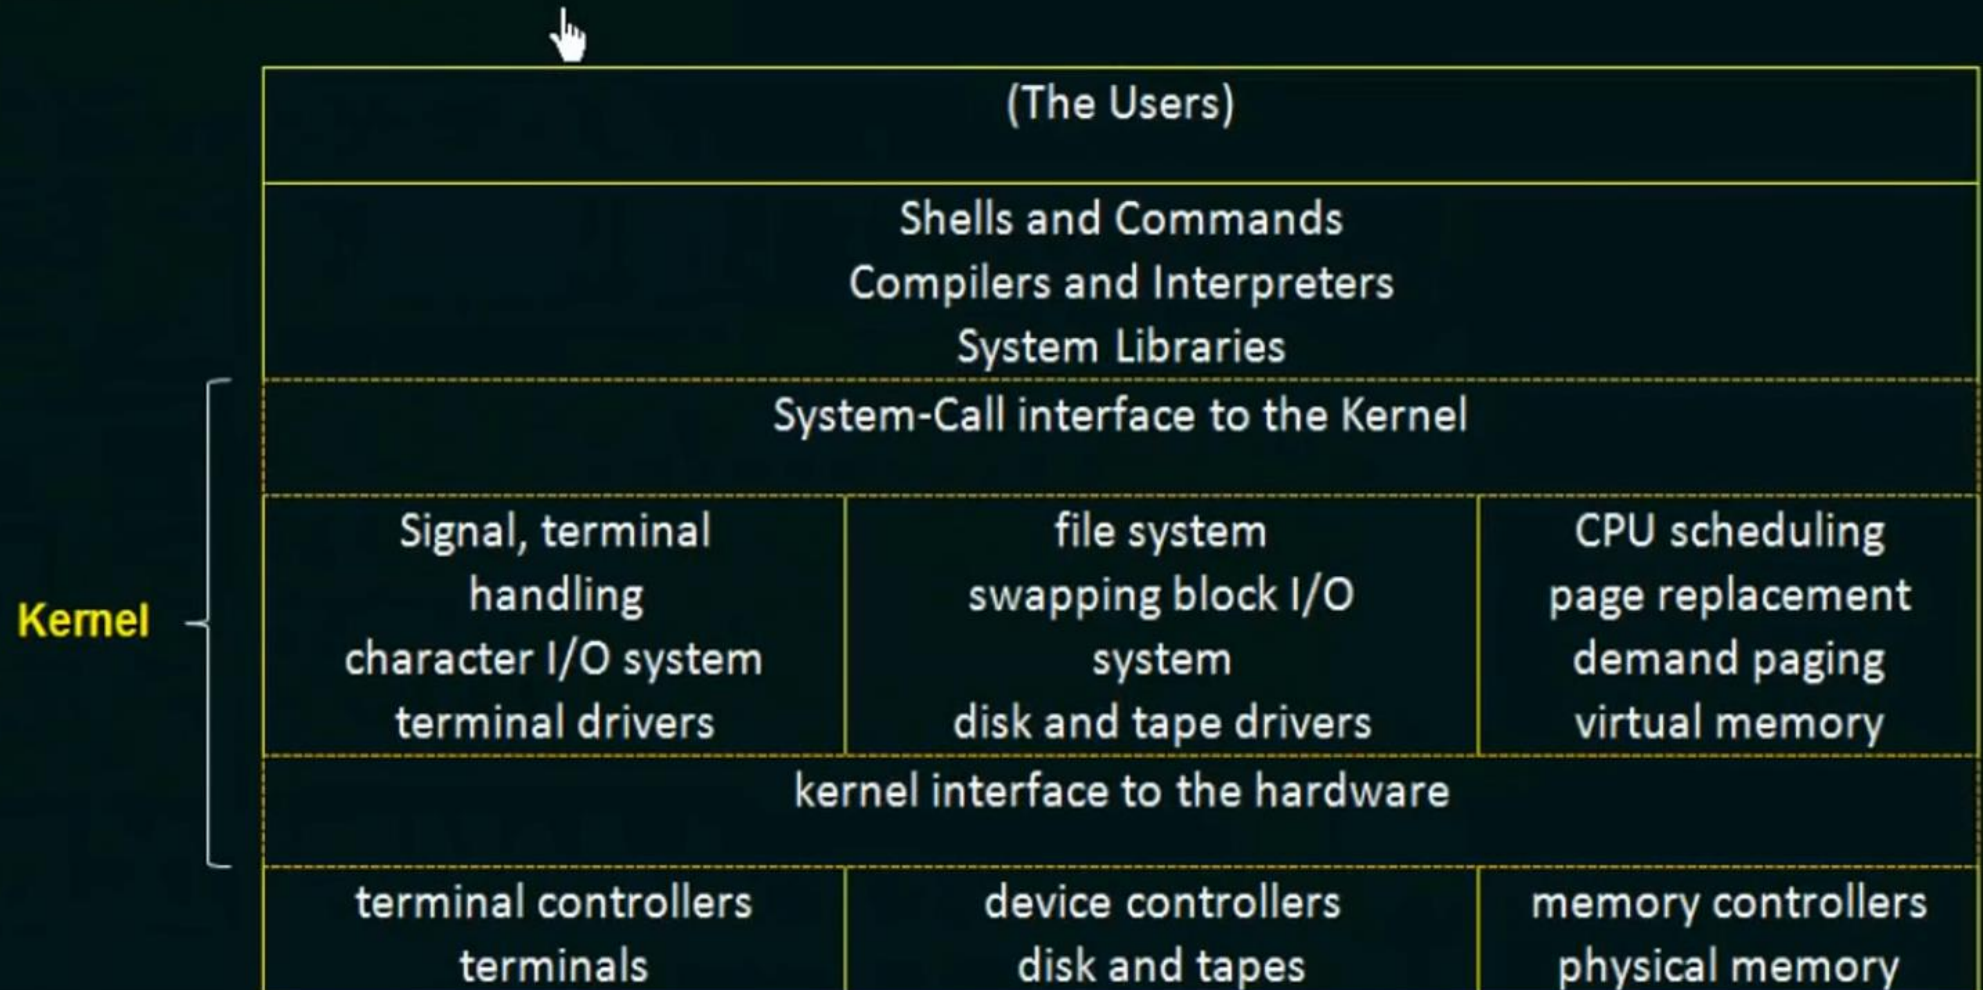 (The Users)
Shells and Commands
Compilers and Interpreters
System Libraries
System-Call interface to the Kernel
Kernel
Signal, terminal
handling
character I/O system
terminal drivers
file system
swapping block I/O
system
disk and tape drivers
CPU scheduling
page replacement
demand paging
virtual memory
kernel interface to the hardware
terminal controllers
terminals
device controllers
disk and tapes
memory controllers
physical memory